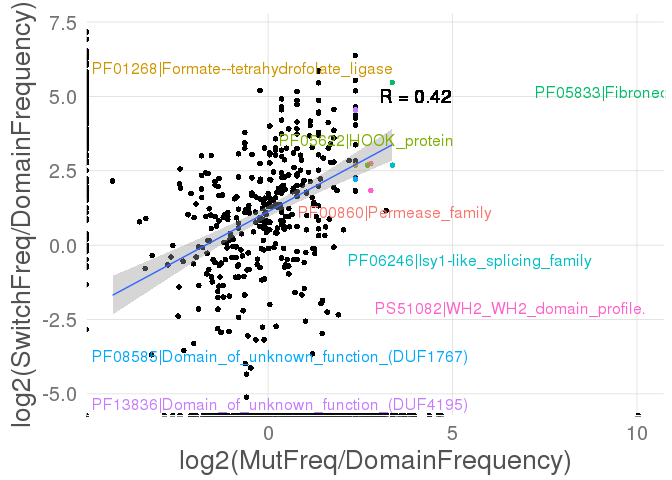 7.5
PF01268|Formate--tetrahydrofolate_ligase
5.0
R = 0.42
PF05833|Fibronec
PF05622|HOOK_protein
2.5
PF00860|Permease_family
0.0
PF06246|Isy1-like_splicing_family
PS51082|WH2_WH2_domain_profile.
-2.5
PF08585|Domain_of_unknown_function_(DUF1767)
-5.0
PF13836|Domain_of_unknown_function_(DUF4195)
0
5
10
log2(MutFreq/DomainFrequency)
log2(SwitchFreq/DomainFrequency)